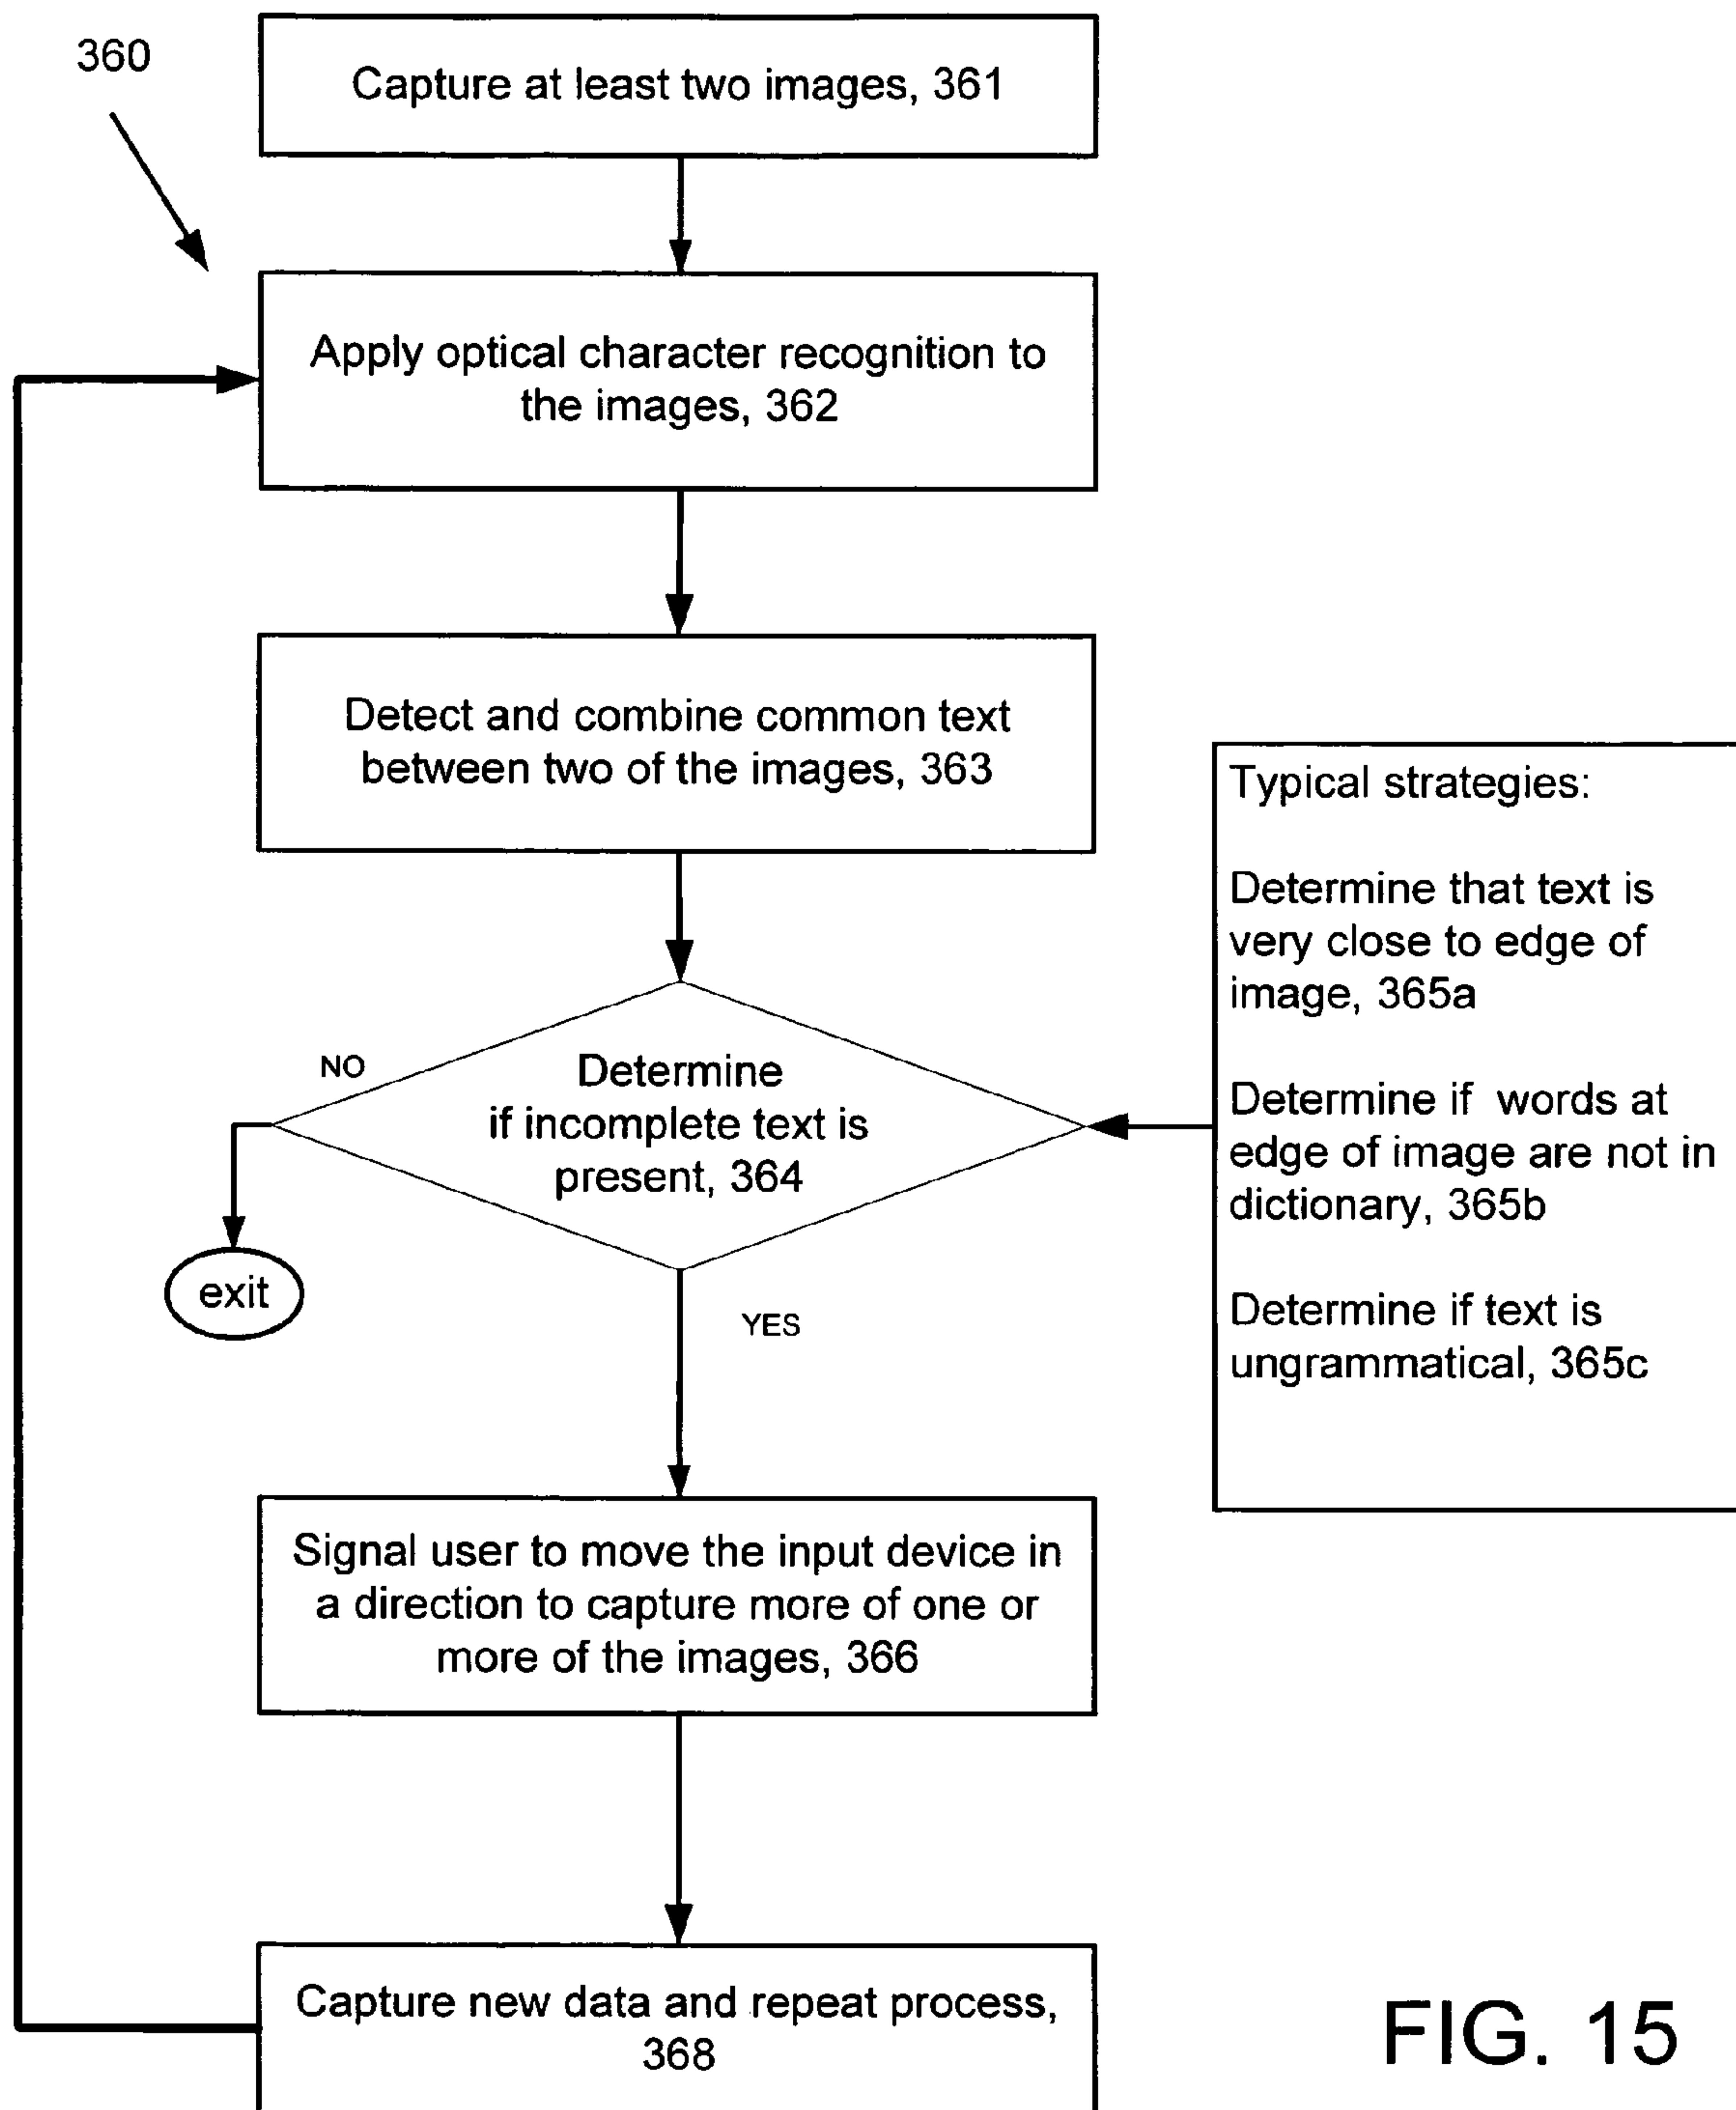 360
Capture at least two images, 361
Apply optical character recognition to
the images, 362
Detect and combine common text
between two of the images, 363
Typical strategies:
Determine that text is
very close to edge of
image, 365a
Determine if words at
edge of image are not in
dictionary, 365b
Determine if text is
ungrammatical, 365c
NO
Determine
if incomplete text is
present, 364
exit
YES
Signal user to move the input device in
a direction to capture more of one or
more of the images, 366
Capture new data and repeat process,
368
FIG. 15